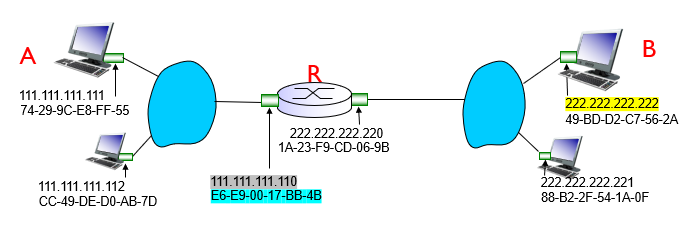 A
B
R
111.111.111.111
74-29-9C-E8-FF-55
222.222.222.222
49-BD-D2-C7-56-2A
222.222.222.220
1A-23-F9-CD-06-9B
111.111.111.112
CC-49-DE-D0-AB-7D
111.111.111.110
E6-E9-00-17-BB-4B
222.222.222.221
88-B2-2F-54-1A-0F